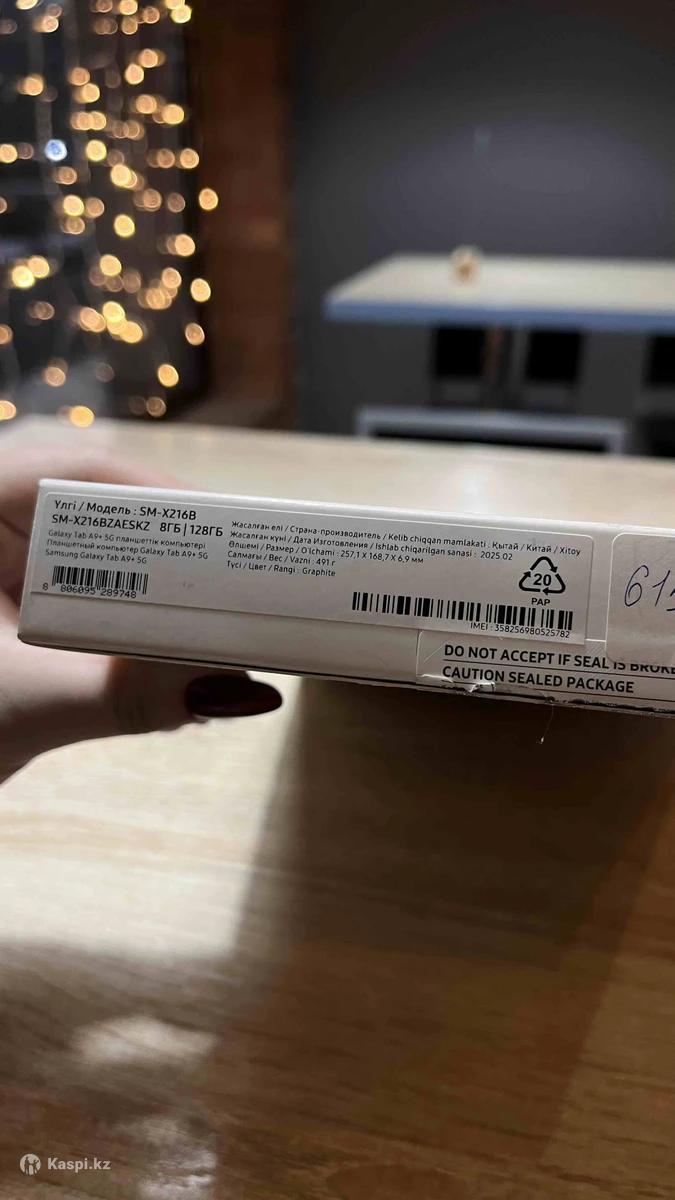 Үлгі / Модель : SM-X216B
SM-X216BZAESKZ 8ГБ | 128ГБ
Galaxy Tab A9+ 5G планшеттік компьютері
Планшетный компьютер Galaxy Tab A9+ 5G
Samsung Galaxy Tab A9+ 5G
8 806095 289748
Жасалған елі / Страна-производитель / Kelib chiqqan mamlakati : Қытай / Китай / Xitoy
Жасалған күні / Дата Изготовления / Ishlab chiqarilgan sanasi : 2025.02
Өлшемі / Размер / O'lchami : 257,1 X 168,7 X 6,9 мм
Салмағы / Вес / Vazni : 491 г
Түсі / Цвет / Rangi : Graphite
20
PAP
IMEI : 358256980525782
DO NOT ACCEPT IF SEAL IS BROKE
CAUTION SEALED PACKAGE
Kaspi.kz